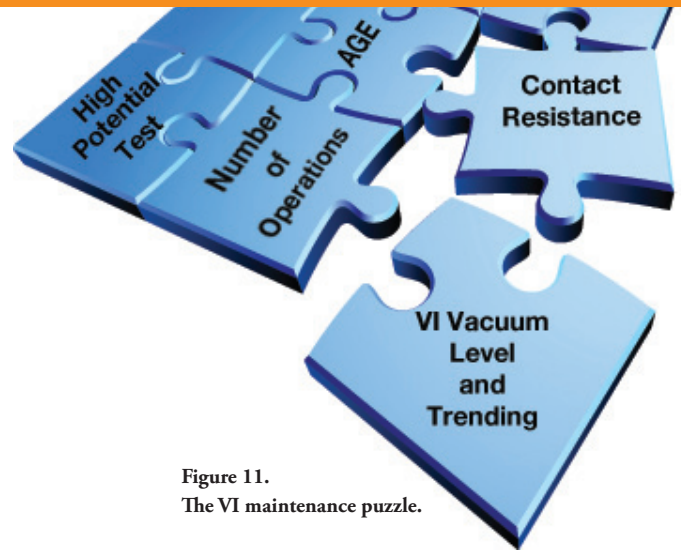 High
Potential
Test
AGE
Number
of
Operations
Contact
Resistance
VI Vacuum
Level
and
Trending
Figure 11.
The VI maintenance puzzle.